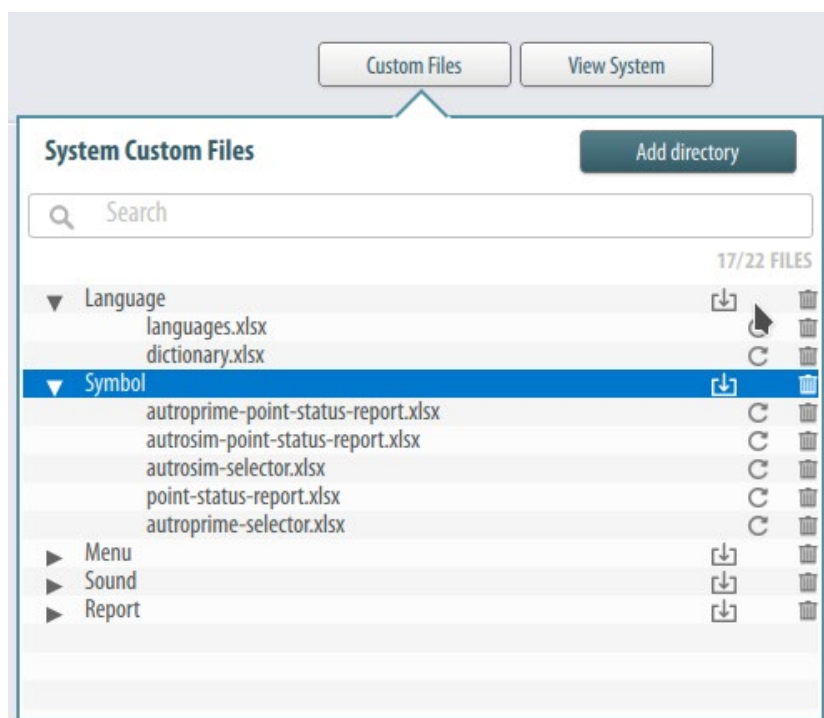 Custom Files View System
System Custom Files Add directory
Search
17/22 FILES
Language
languages.xlsx
dictionary.xlsx
Symbol
autroprime-point-status-report.xlsx
autrosim-point-status-report.xlsx
autrosim-selector.xlsx
point-status-report.xlsx
autroprime-selector.xlsx
Menu
Sound
Report